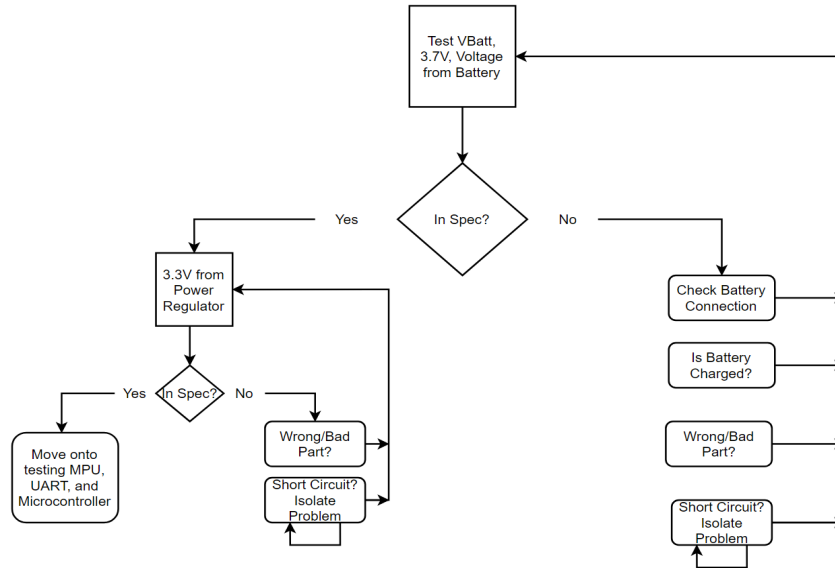 Test VBatt,
3.7V, Voltage
from Battery
Yes
In Spec?
No
3.3V from
Power
Regulator
Check Battery
Connection
Is Battery
Charged?
Yes
In Spec?
No
Move onto
testing MPU,
UART, and
Microcontroller
Wrong/Bad
Part?
Short Circuit?
Isolate
Problem
Wrong/Bad
Part?
Short Circuit?
Isolate
Problem